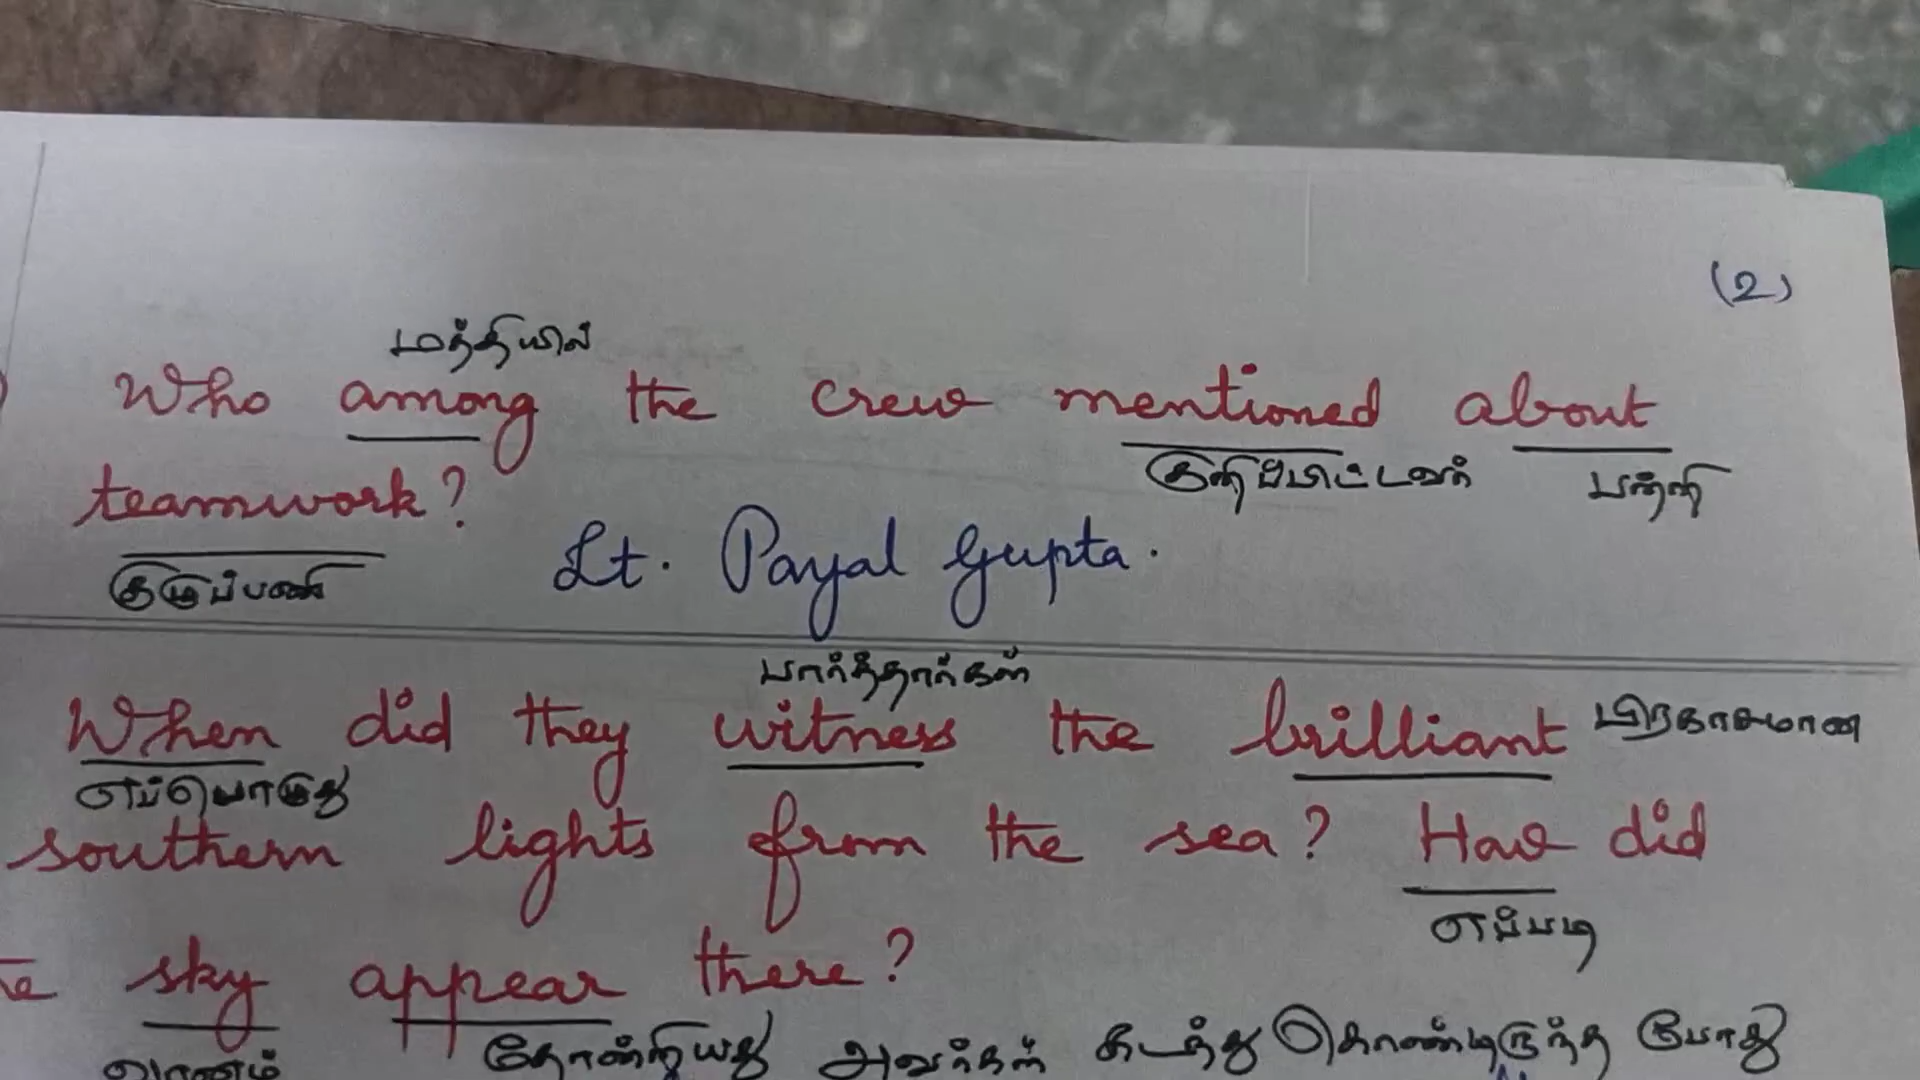 (2)
மத்தியில்
Who among the crew mentioned about
குறிப்பிட்டவர் பற்றி
teamwork?
குழுப்பணி
Lt. Payal Gupta.
பார்த்தார்கள்
When did they witness the brilliant பிரகாசமான
எப்பொழுது
southern lights from the sea? How did
எப்படி
sky appear there?
வானம் தோன்றியது அவர்கள் கடந்து கொண்டிருந்த போது